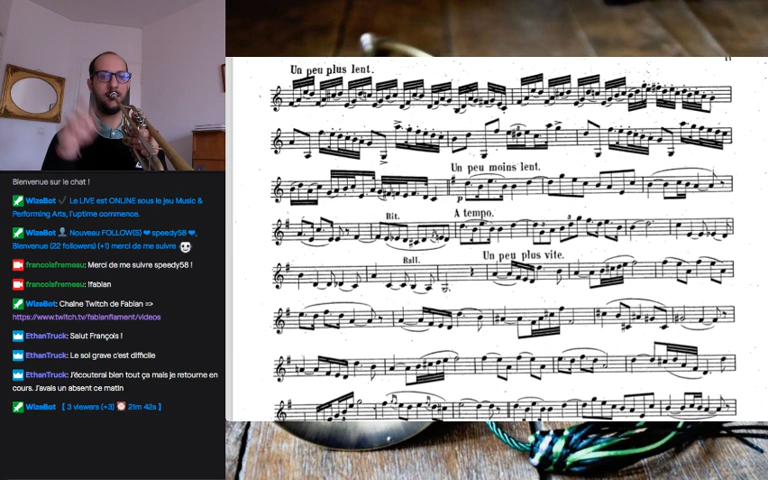 Un peu plus lent.
Un peu moins lent.
p
Rit.
A tempo.
Rall.
Un peu plus vite.
Bienvenue sur le chat !
WizeBot ✔ Le LIVE est ONLINE sous le jeu Music &
Performing Arts, l'uptime commence.
WizeBot 👤 Nouveau FOLLOW(S) ❤ speedy58 ❤,
Bienvenue (22 followers) (+1) merci de me suivre
francoisfremeau: Merci de me suivre speedy58 !
francoisfremeau: !fabian
WizeBot: Chaîne Twitch de Fabian =>
https://www.twitch.tv/fabianflament/videos
EthanTruck: Salut François !
EthanTruck: Le sol grave c'est difficile
EthanTruck: J'écouterai bien tout ça mais je retourne en
cours. J'avais un absent ce matin
WizeBot: [ 3 viewers (+3) ⏰ 21m 42s ]